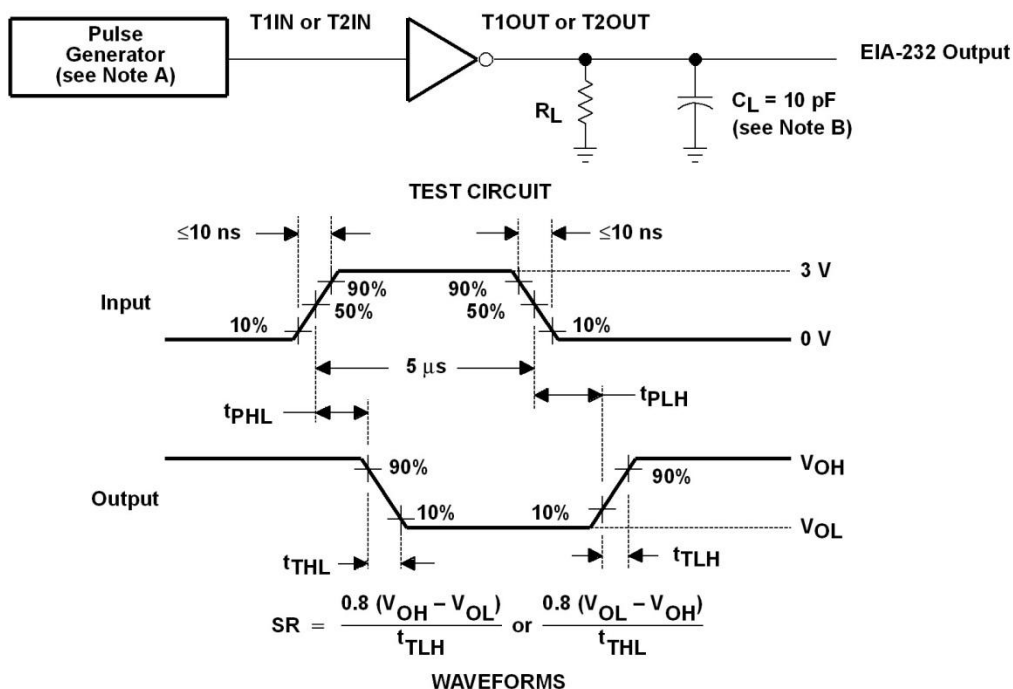 T1IN or T2IN
T1OUT or T2OUT
Pulse
Generator
(see Note A)
EIA-232 Output
RL
CL = 10 pF
(see Note B)
TEST CIRCUIT
≤10 ns
≤10 ns
3 V
Input
90%
90%
50%
50%
10%
10%
0 V
5 µs
tPHL
tPLH
Output
90%
90%
VOH
10%
10%
VOL
tTHL
tTLH
SR = 0.8 (VOH – VOL) / tTLH or 0.8 (VOL – VOH) / tTHL
WAVEFORMS